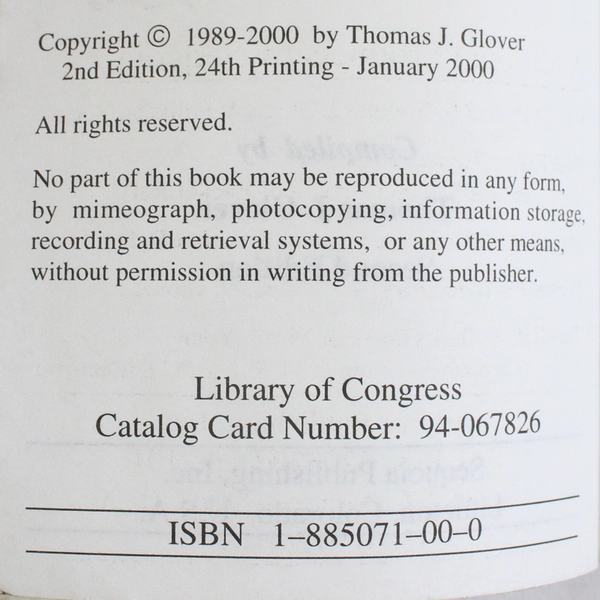 Copyright © 1989-2000 by Thomas J. Glover
2nd Edition, 24th Printing - January 2000
All rights reserved.
No part of this book may be reproduced in any form,
by mimeograph, photocopying, information storage,
recording and retrieval systems, or any other means,
without permission in writing from the publisher.
Library of Congress
Catalog Card Number: 94-067826
ISBN 1–885071–00–0